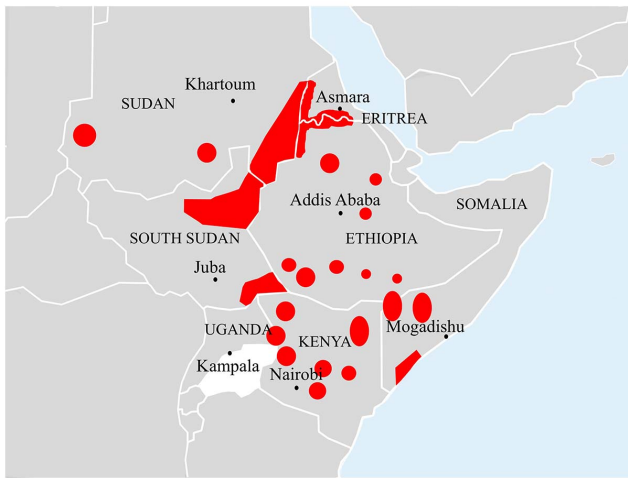 Khartoum
SUDAN
Asmara
ERITREA
Addis Ababa
SOMALIA
SOUTH SUDAN
ETHIOPIA
Juba
UGANDA
KENYA
Mogadishu
Kampala
Nairobi